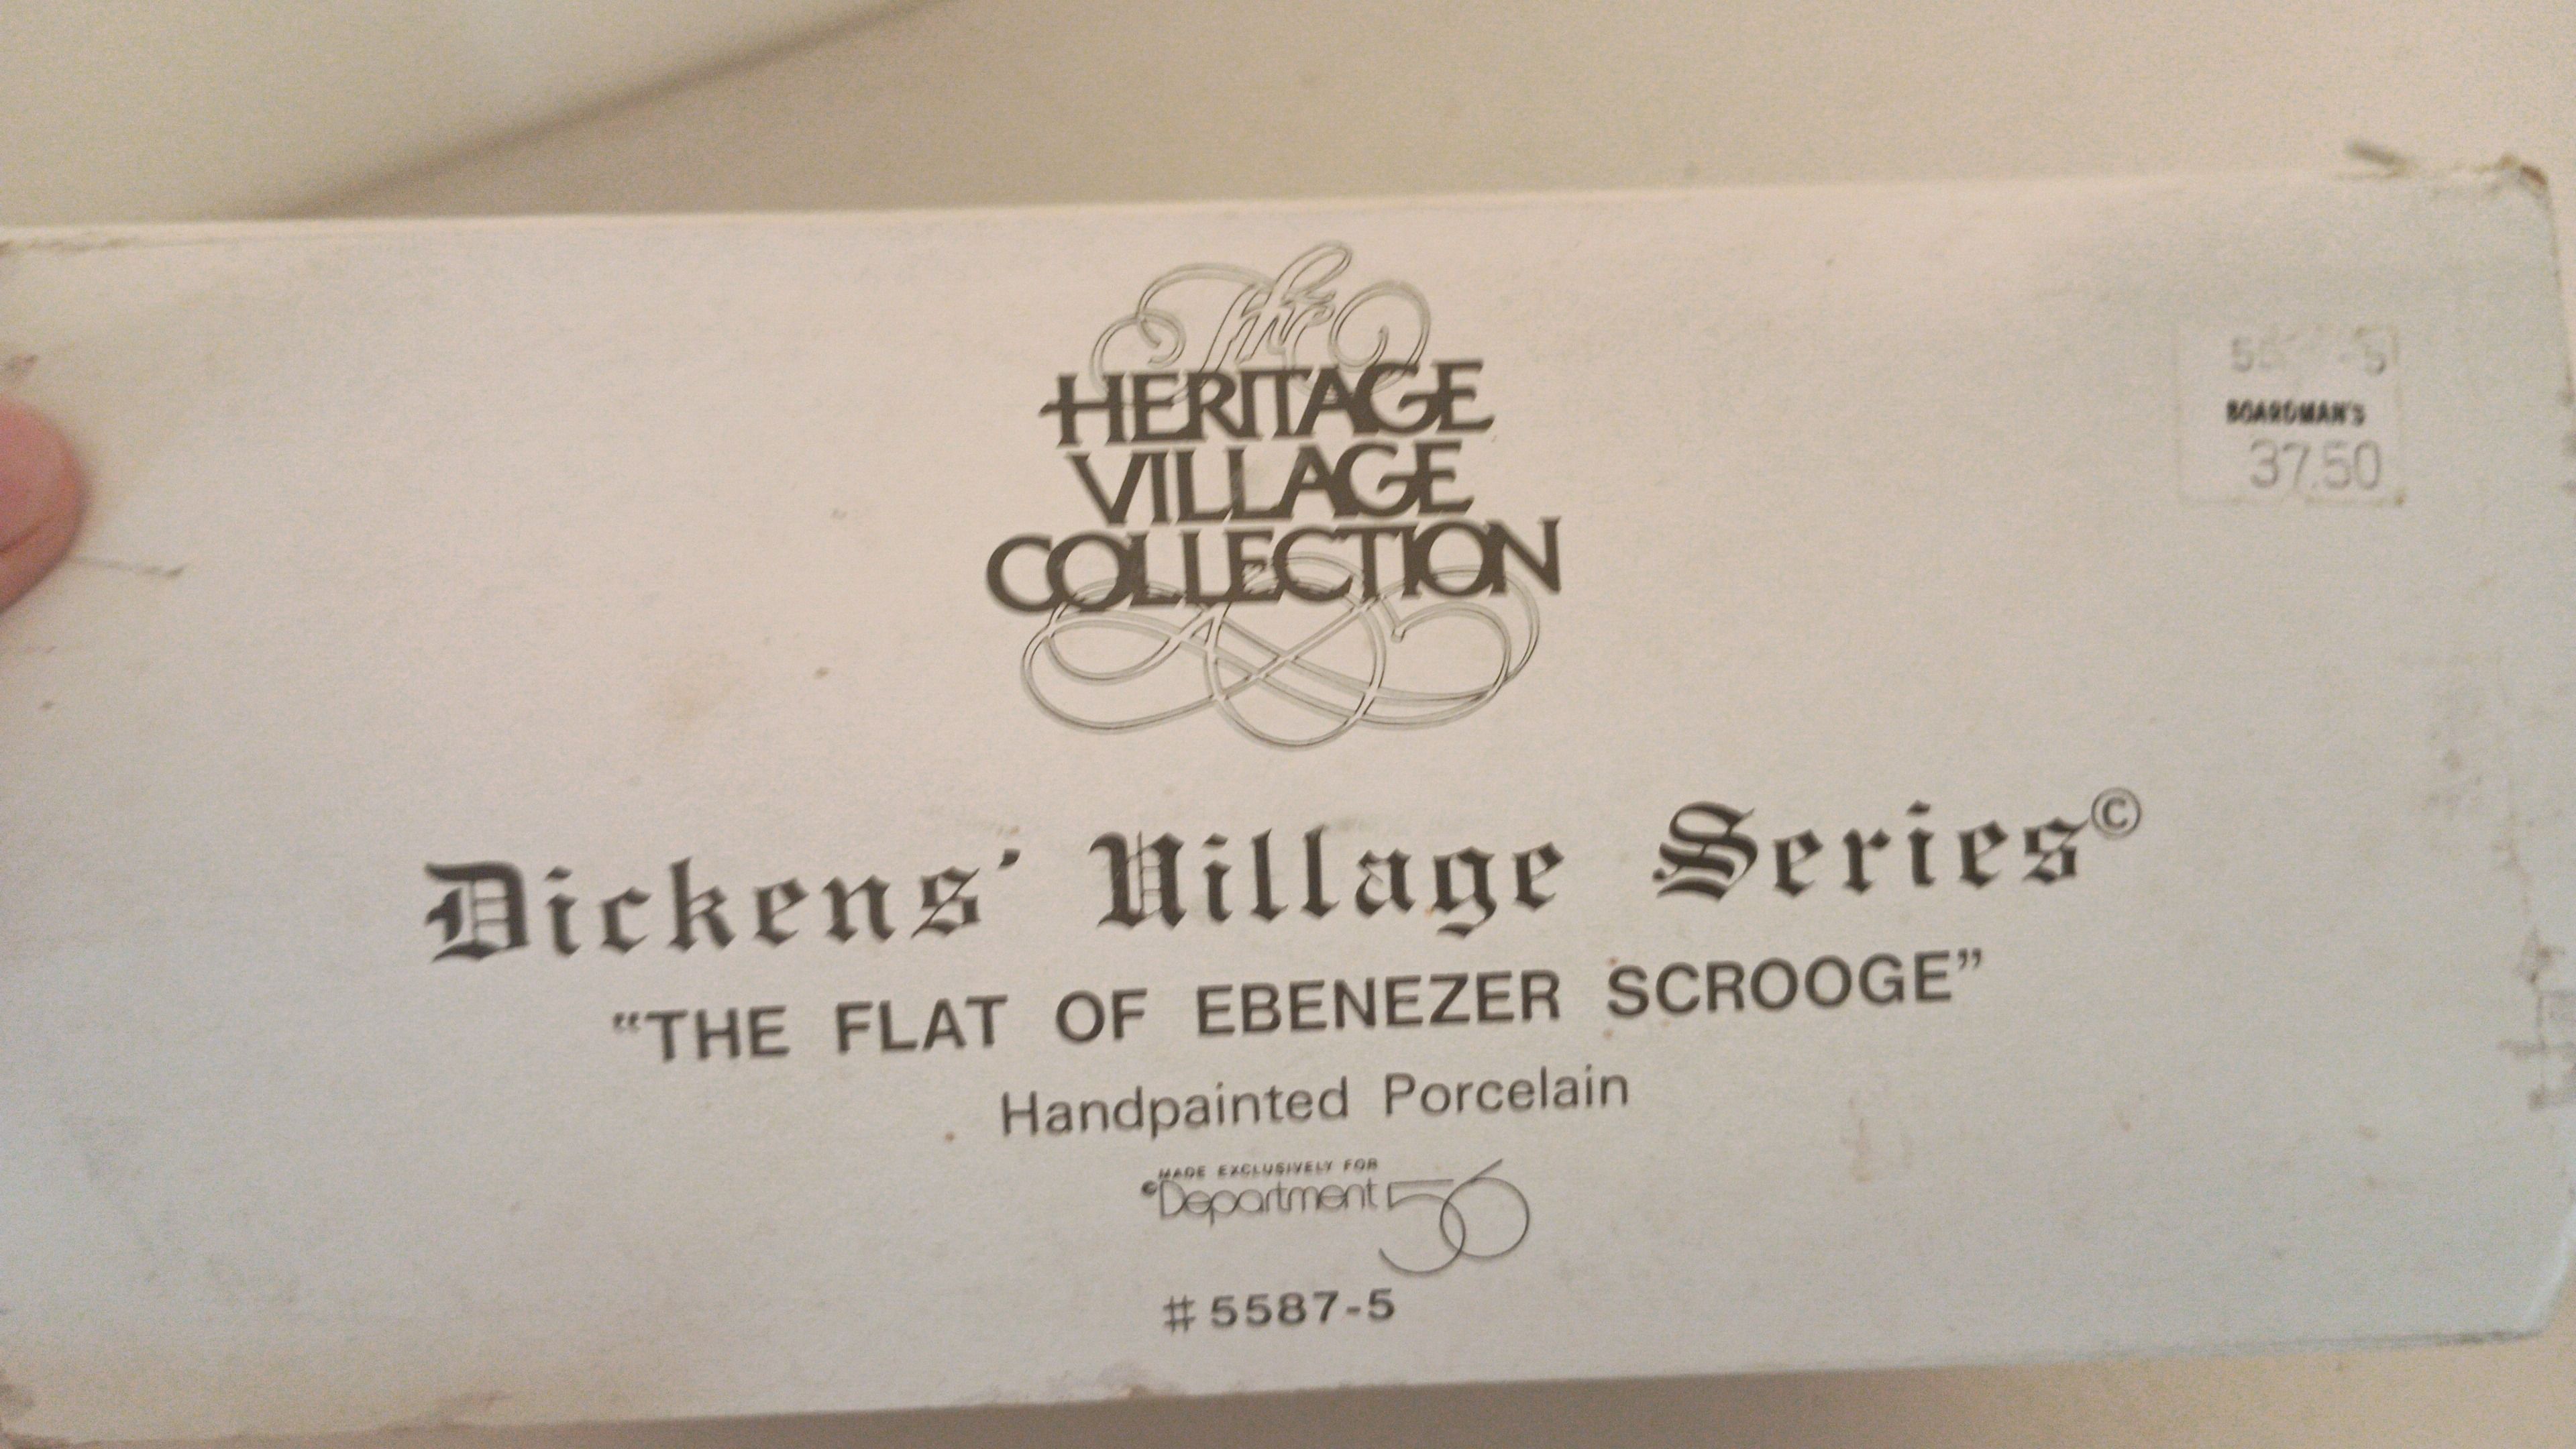 The
HERITAGE
VILLAGE
COLLECTION
BOARDMAN'S
37.50
Dickens' Village Series©
"THE FLAT OF EBENEZER SCROOGE"
Handpainted Porcelain
MADE EXCLUSIVELY FOR
©Department 56
#5587-5